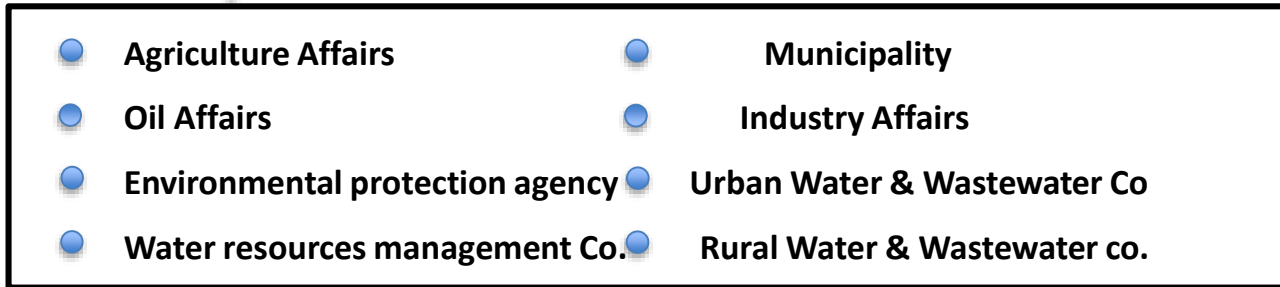 Agriculture Affairs
Oil Affairs
Environmental protection agency
Water resources management Co.
Municipality
Industry Affairs
Urban Water & Wastewater Co
Rural Water & Wastewater co.